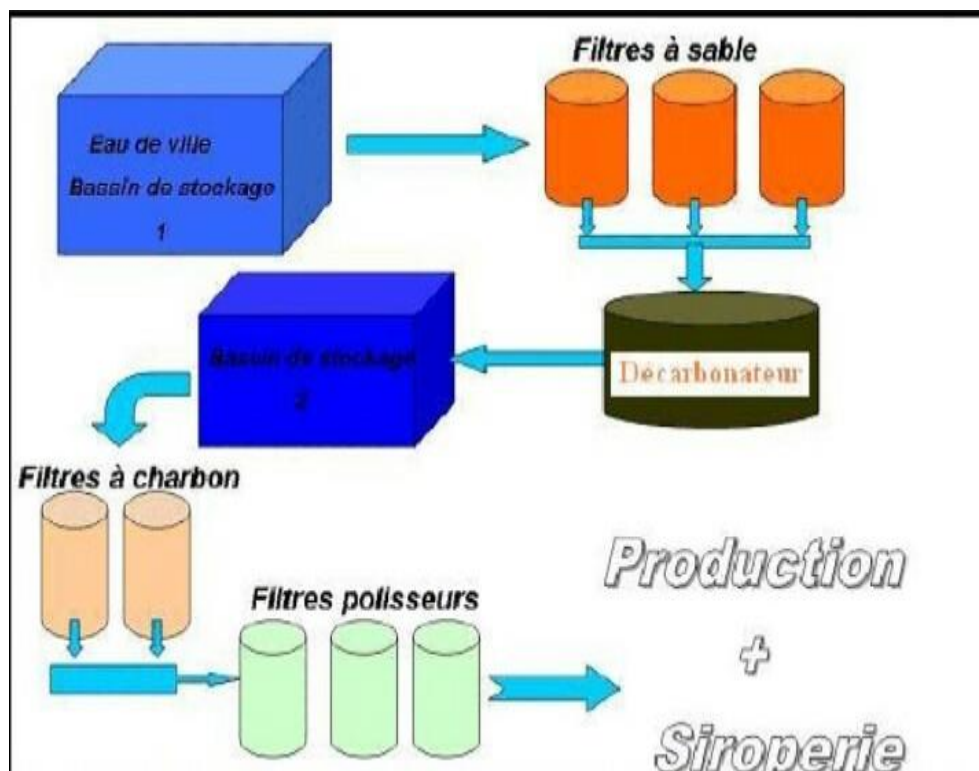 Filtres à sable
Eau de ville
Bassin de stockage
1
Bassin de stockage
2
Décarbonateur
Filtres à charbon
Filtres polisseurs
Production
+
Siroperie